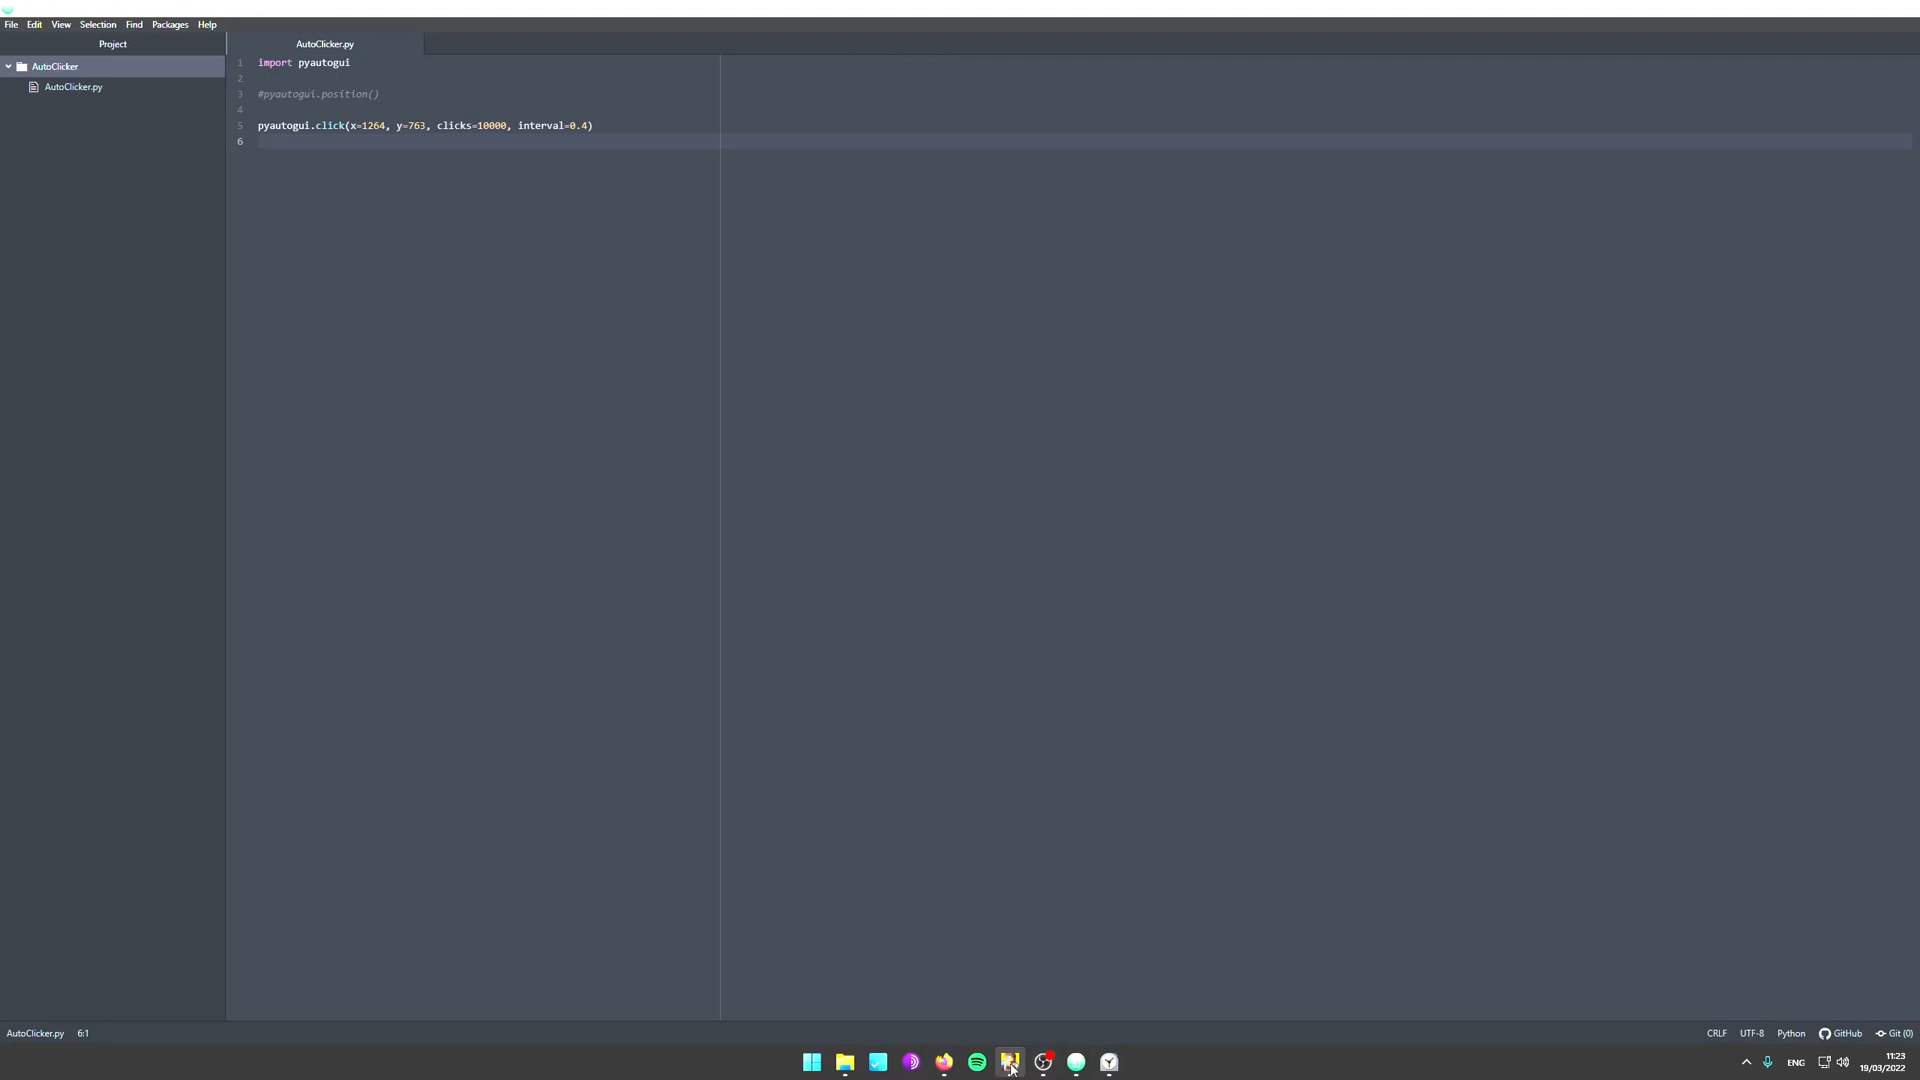 File Edit View Selection Find Packages Help
Project
AutoClicker.py
AutoClicker
AutoClicker.py
1 import pyautogui
2
3 #pyautogui.position()
4
5 pyautogui.click(x=1264, y=763, clicks=10000, interval=0.4)
6
AutoClicker.py 6:1
CRLF UTF-8 Python GitHub Git (0)
ENG
11:23
19/03/2022